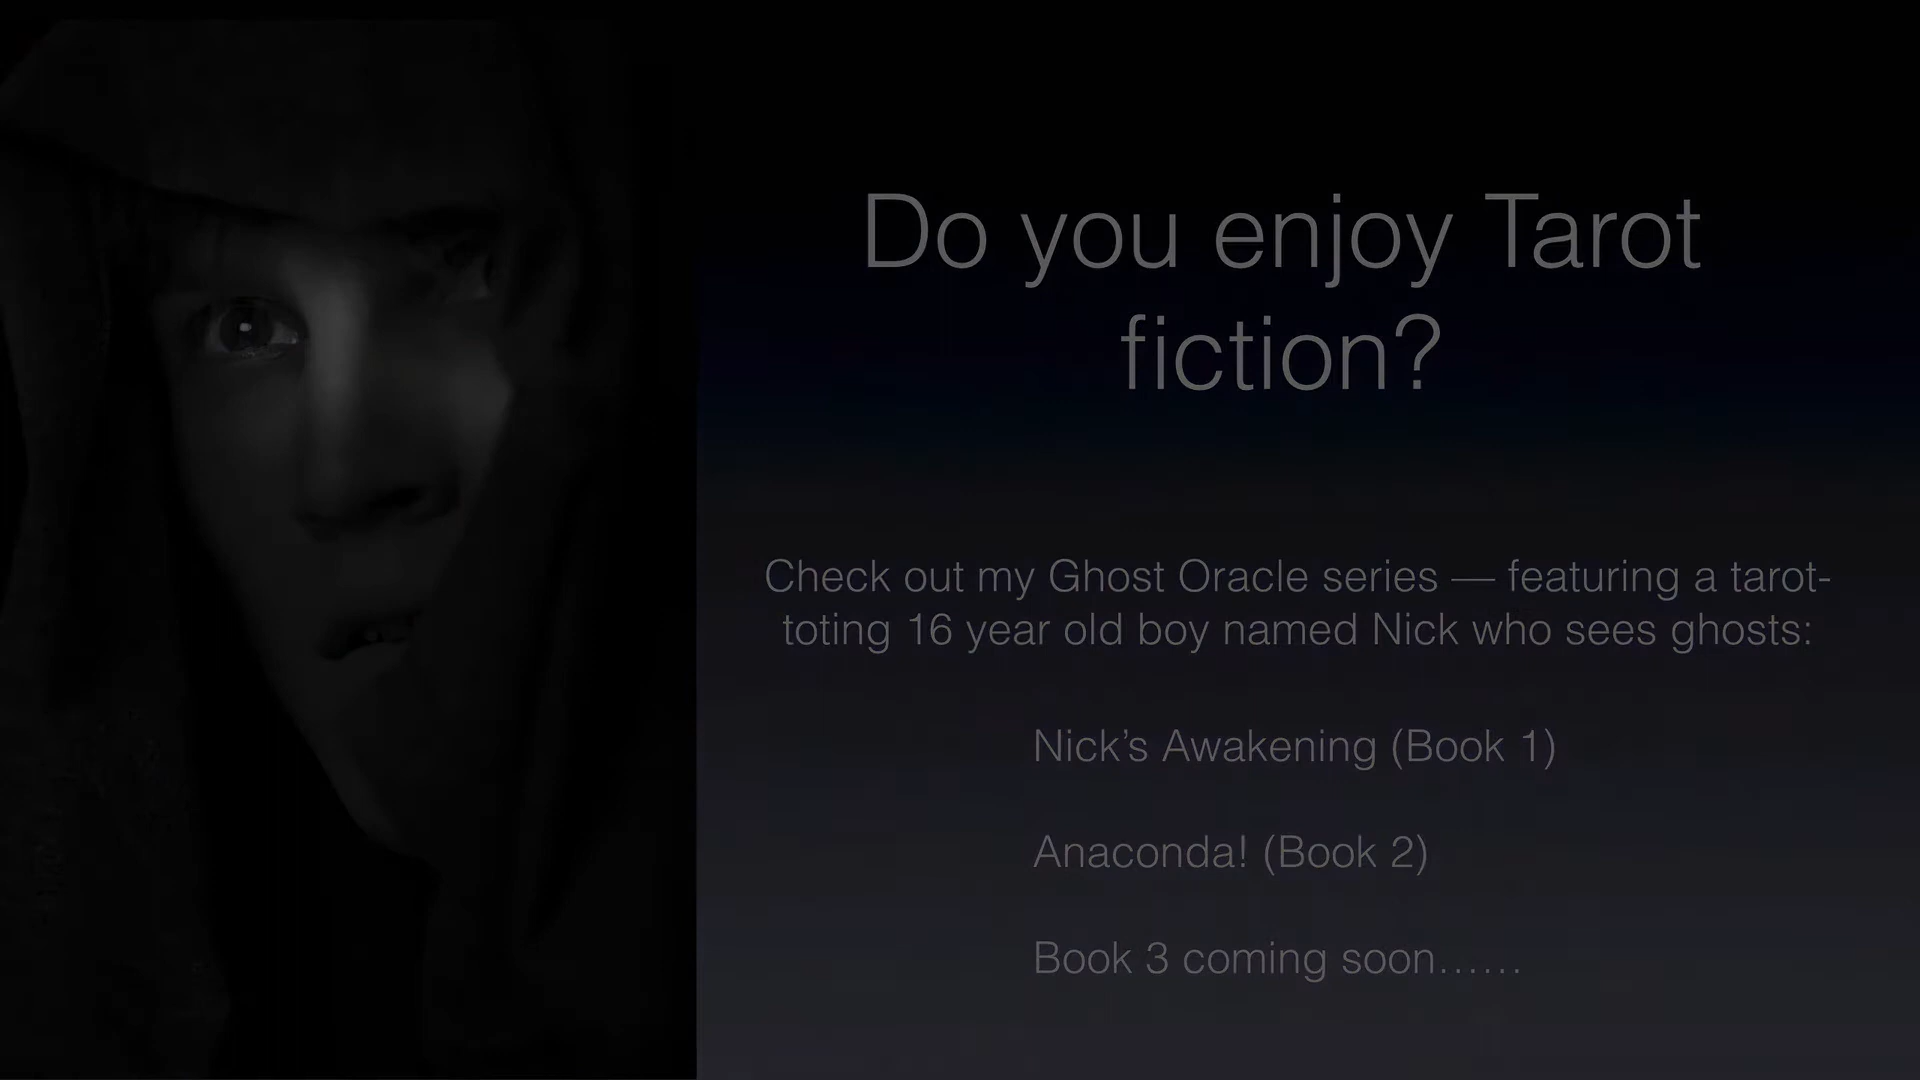 Do you enjoy Tarot
fiction?
Check out my Ghost Oracle series — featuring a tarot-
toting 16 year old boy named Nick who sees ghosts:
Nick’s Awakening (Book 1)
Anaconda! (Book 2)
Book 3 coming soon......